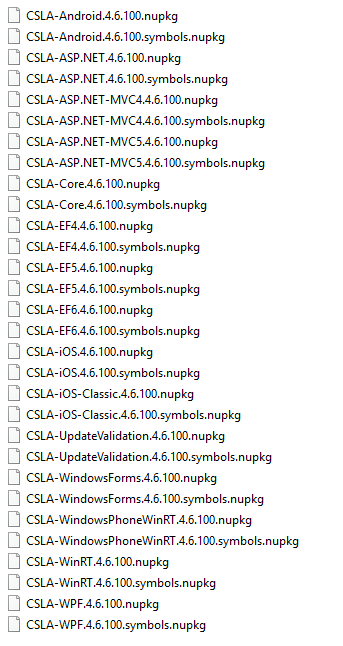 CSLA-Android.4.6.100.nupkg
CSLA-Android.4.6.100.symbols.nupkg
CSLA-ASP.NET.4.6.100.nupkg
CSLA-ASP.NET.4.6.100.symbols.nupkg
CSLA-ASP.NET-MVC4.4.6.100.nupkg
CSLA-ASP.NET-MVC4.4.6.100.symbols.nupkg
CSLA-ASP.NET-MVC5.4.6.100.nupkg
CSLA-ASP.NET-MVC5.4.6.100.symbols.nupkg
CSLA-Core.4.6.100.nupkg
CSLA-Core.4.6.100.symbols.nupkg
CSLA-EF4.4.6.100.nupkg
CSLA-EF4.4.6.100.symbols.nupkg
CSLA-EF5.4.6.100.nupkg
CSLA-EF5.4.6.100.symbols.nupkg
CSLA-EF6.4.6.100.nupkg
CSLA-EF6.4.6.100.symbols.nupkg
CSLA-iOS.4.6.100.nupkg
CSLA-iOS.4.6.100.symbols.nupkg
CSLA-iOS-Classic.4.6.100.nupkg
CSLA-iOS-Classic.4.6.100.symbols.nupkg
CSLA-UpdateValidation.4.6.100.nupkg
CSLA-UpdateValidation.4.6.100.symbols.nupkg
CSLA-WindowsForms.4.6.100.nupkg
CSLA-WindowsForms.4.6.100.symbols.nupkg
CSLA-WindowsPhoneWinRT.4.6.100.nupkg
CSLA-WindowsPhoneWinRT.4.6.100.symbols.nupkg
CSLA-WinRT.4.6.100.nupkg
CSLA-WinRT.4.6.100.symbols.nupkg
CSLA-WPF.4.6.100.nupkg
CSLA-WPF.4.6.100.symbols.nupkg